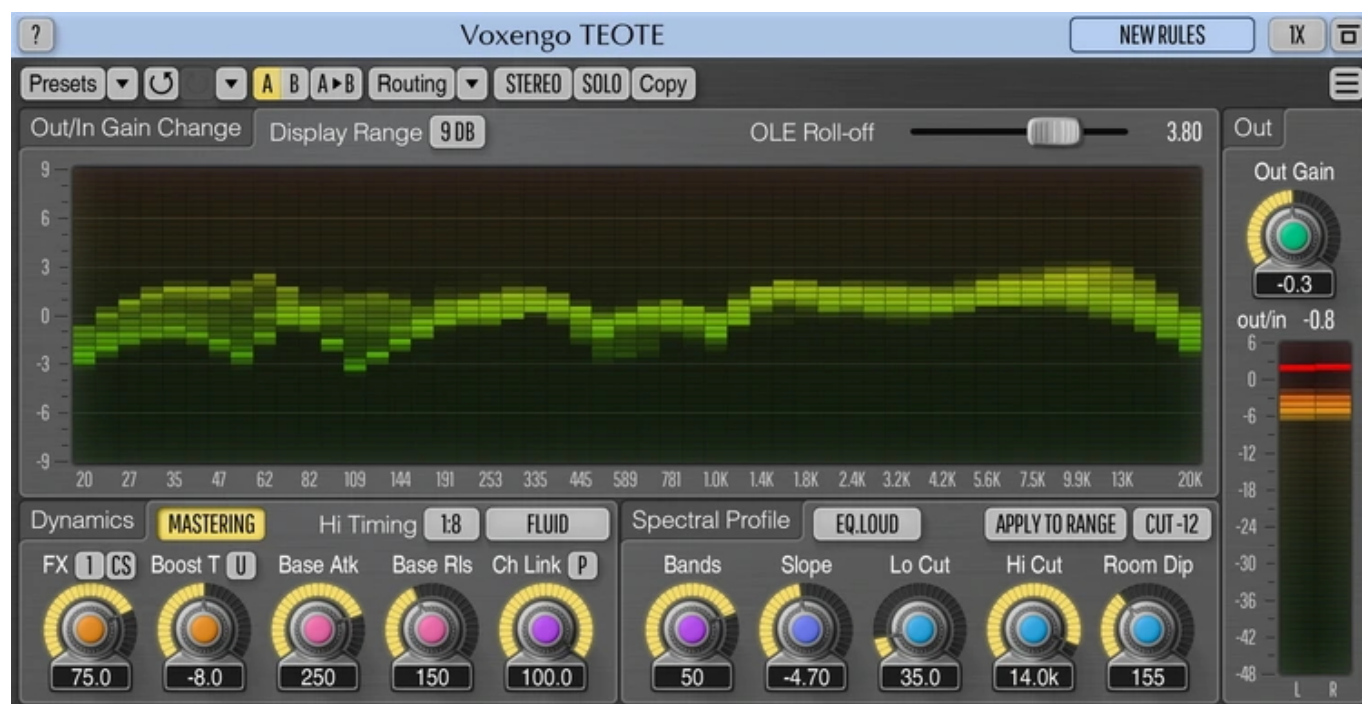 ? Voxengo TEOTE NEW RULES 1X
Presets A B A▸B Routing STEREO SOLO Copy
Out/In Gain Change Display Range 9 DB OLE Roll-off 3.80 Out
Out Gain
-0.3
out/in -0.8
9
6
3
0
-3
-6
-9
20 27 35 47 62 82 109 144 191 253 335 445 589 781 1.0K 1.4K 1.8K 2.4K 3.2K 4.2K 5.6K 7.5K 9.9K 13K 20K
6
0
-6
-12
-18
-24
-30
-36
-42
-48
L R
Dynamics MASTERING Hi Timing 1:8 FLUID Spectral Profile EQ.LOUD APPLY TO RANGE CUT -12
FX 1 CS Boost T U Base Atk Base Rls Ch Link P Bands Slope Lo Cut Hi Cut Room Dip
75.0 -8.0 250 150 100.0 50 -4.70 35.0 14.0k 155